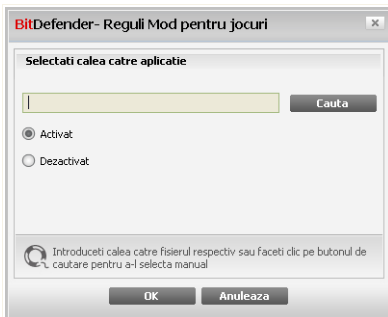 BitDefender- Reguli Mod pentru jocuri
Selectati calea catre aplicatie
Cauta
Activat
Dezactivat
Introduceti calea catre fisierul respectiv sau faceti clic pe butonul de
cautare pentru a-l selecta manual
OK Anuleaza